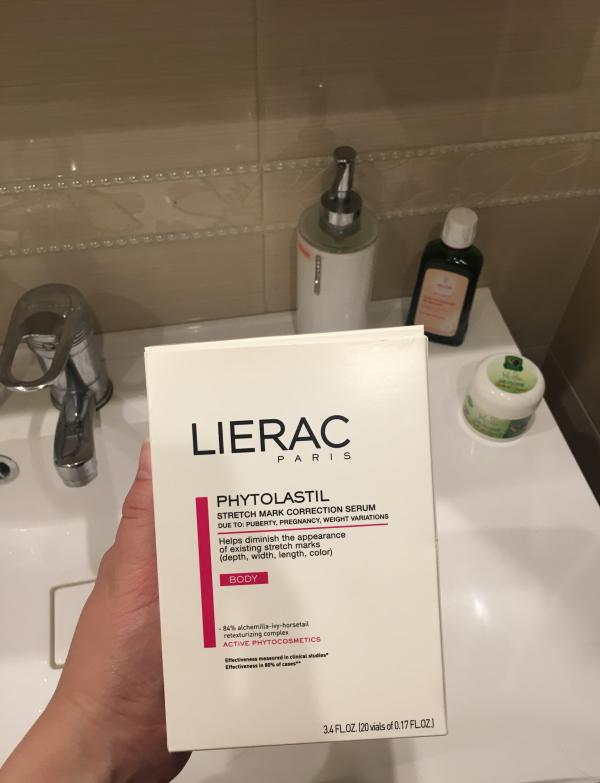 LIERAC
PARIS
PHYTOLASTIL
STRETCH MARK CORRECTION SERUM
DUE TO: PUBERTY, PREGNANCY, WEIGHT VARIATIONS
Helps diminish the appearance
of existing stretch marks
(depth, width, length, color)
BODY
- 84% alchemilla-ivy-horsetail
retexturizing complex
ACTIVE PHYTOCOSMETICS
Effectiveness measured in clinical studies*
Effectiveness in 80% of cases**
3.4 FL.OZ. (20 vials of 0.17 FL.OZ.)
WELEDA